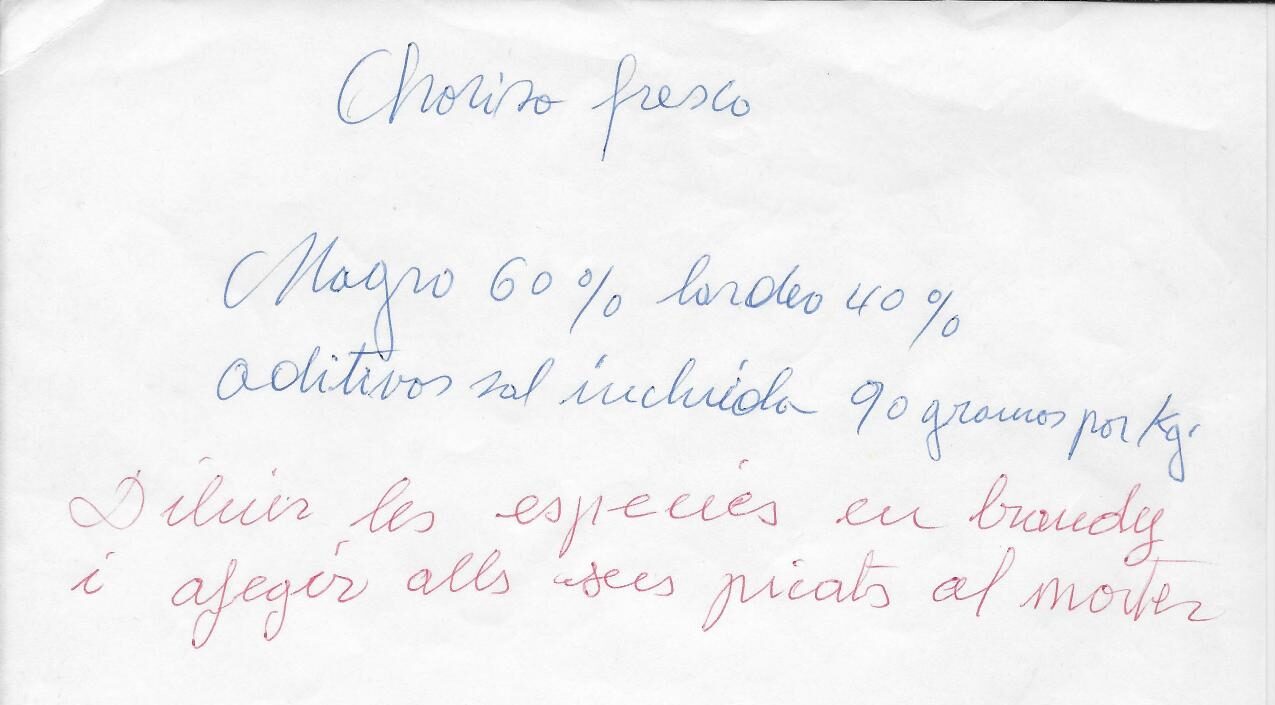 Choriso fresco
Magro 60% lardeo 40%
aditivos sal incluida 90 gramos por Kg.
Diluir les especies en brandy
i afegir alls secs picats al morter